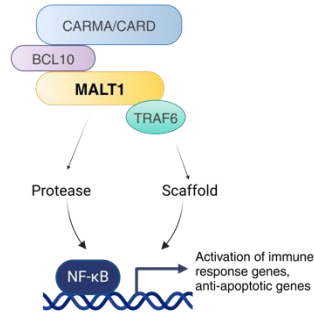 CARMA/CARD
BCL10
MALT1
TRAF6
Protease
Scaffold
NF-κB
Activation of immune
response genes,
anti-apoptotic genes